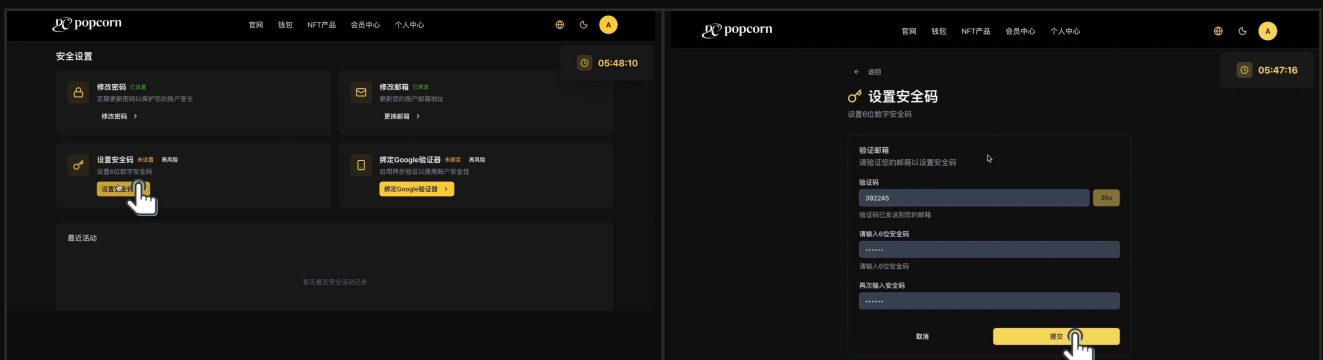 popcorn
官网 钱包 NFT产品 会员中心 个人中心
A
安全设置
05:48:10
修改密码 已设置
定期更新密码以保护您的账户安全
修改密码 >
修改邮箱 已绑定
更新您的账户邮箱地址
更换邮箱 >
设置安全码 未设置 高风险
设置6位数字安全码
设置安全码
绑定Google验证器 未绑定 高风险
启用两步验证以提高账户安全性
绑定Google验证器 >
最近活动
暂无最近安全活动记录
popcorn
官网 钱包 NFT产品 会员中心 个人中心
A
05:47:16
← 返回
设置安全码
设置6位数字安全码
验证邮箱
请验证您的邮箱以设置安全码
验证码
392245
36s
验证码已发送到您的邮箱
请输入6位安全码
······
请输入6位安全码
再次输入安全码
······
取消 提交